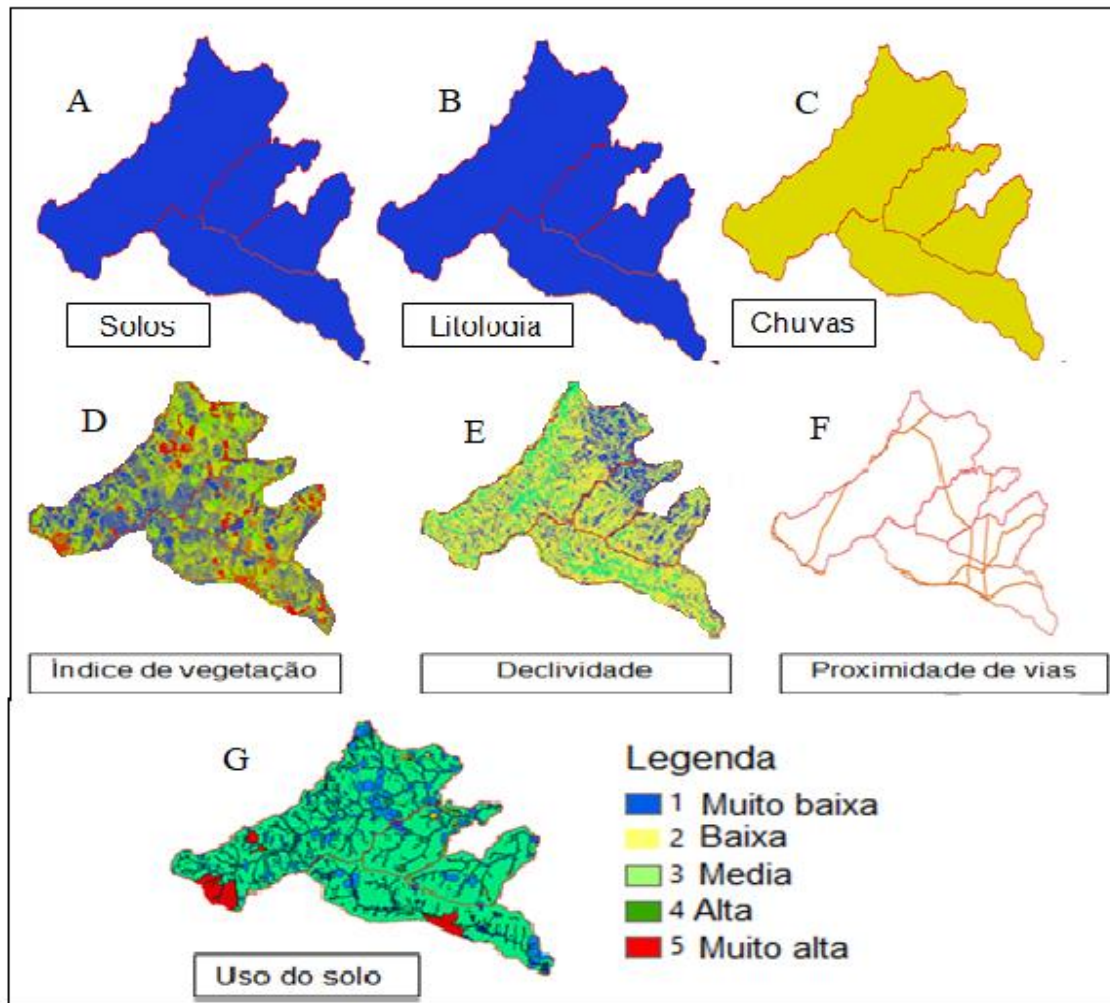 A
B
C
Solos
Litologia
Chuvas
D
E
F
Índice de vegetação
Declividade
Proximidade de vias
G
Legenda
1 Muito baixa
2 Baixa
3 Media
4 Alta
5 Muito alta
Uso do solo